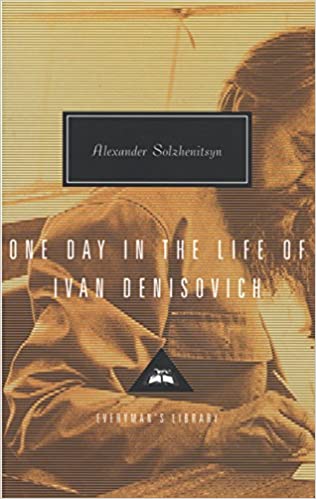 Alexander Solzhenitsyn
ONE DAY IN THE LIFE OF
IVAN DENISOVICH
EVERYMAN'S LIBRARY